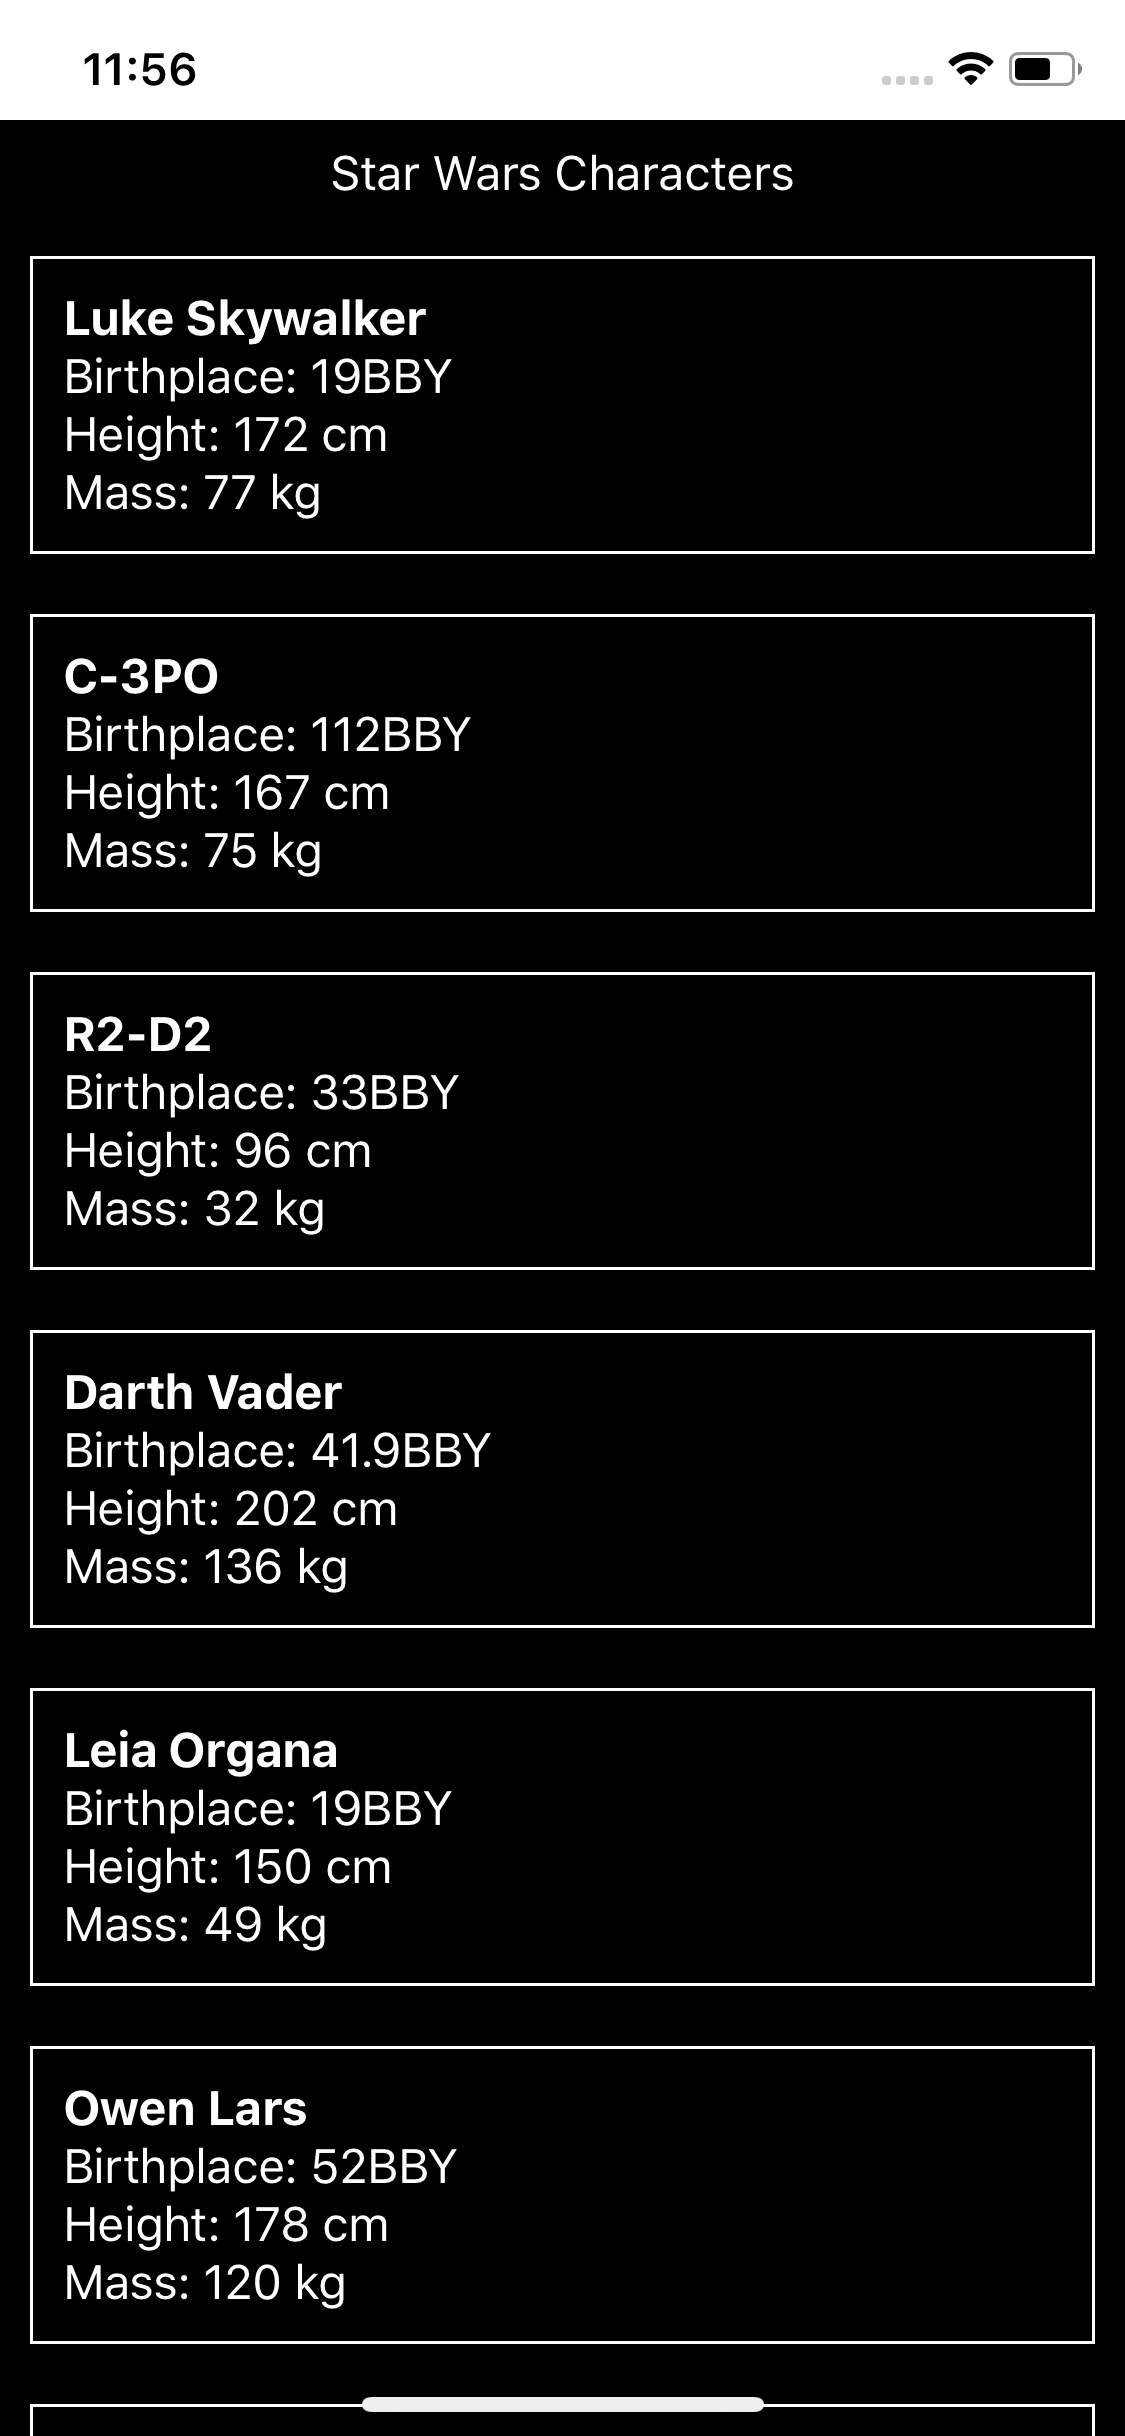 11:56
Star Wars Characters
Luke Skywalker
Birthplace: 19BBY
Height: 172 cm
Mass: 77 kg
C-3PO
Birthplace: 112BBY
Height: 167 cm
Mass: 75 kg
R2-D2
Birthplace: 33BBY
Height: 96 cm
Mass: 32 kg
Darth Vader
Birthplace: 41.9BBY
Height: 202 cm
Mass: 136 kg
Leia Organa
Birthplace: 19BBY
Height: 150 cm
Mass: 49 kg
Owen Lars
Birthplace: 52BBY
Height: 178 cm
Mass: 120 kg